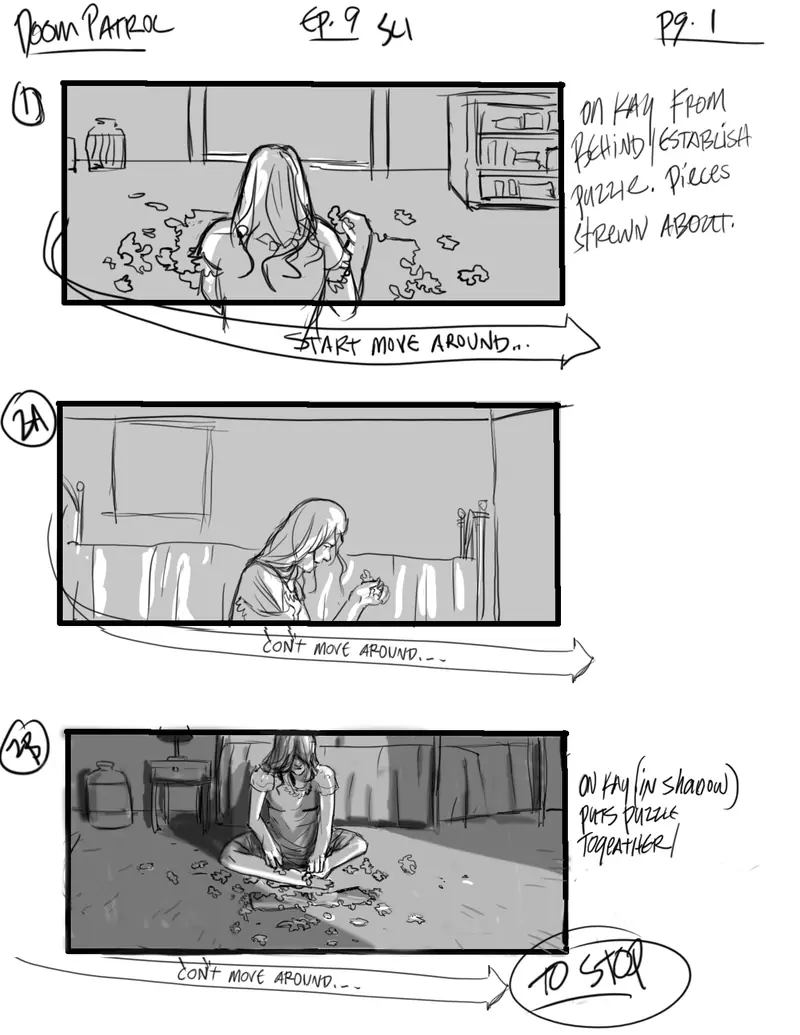 DOOM PATROL
EP. 9 SC1
PG. 1
1
ON KAY FROM
BEHIND/ESTABLISH
PUZZLE. PIECES
STREWN ABOUT.
START MOVE AROUND...
2A
CON'T MOVE AROUND...
2B
ON KAY (IN SHADOW)
PUTS PUZZLE
TOGEATHER/
CON'T MOVE AROUND...
TO STOP